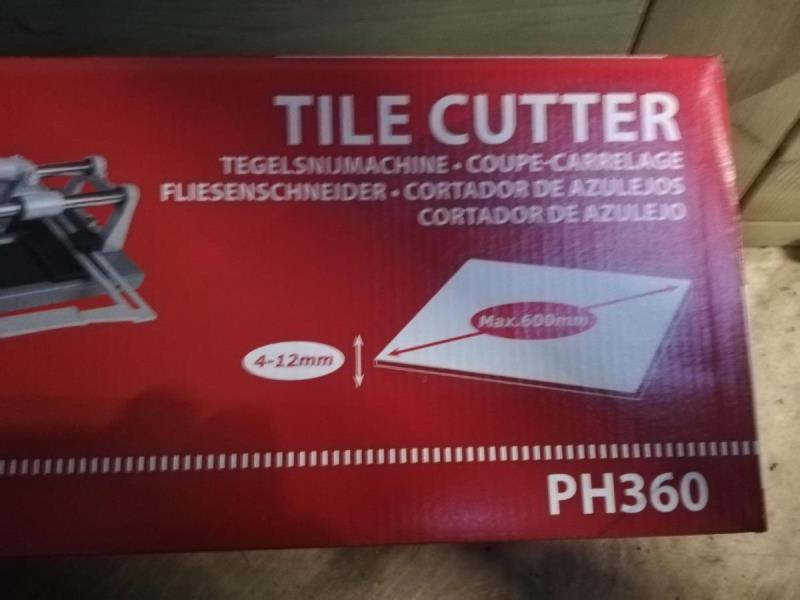 TILE CUTTER
TEGELSNIJMACHINE • COUPE-CARRELAGE
FLIESENSCHNEIDER • CORTADOR DE AZULEJOS
CORTADOR DE AZULEJO
Max.600mm
4-12mm
PH360